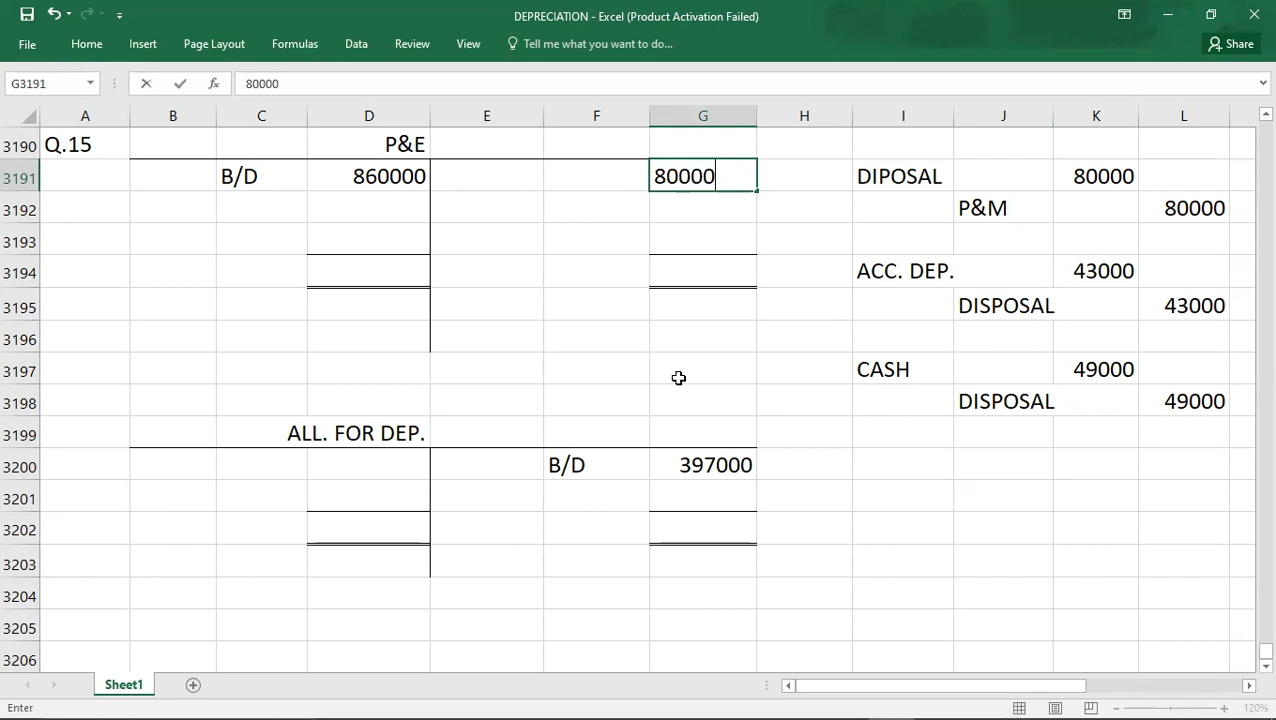 DEPRECIATION - Excel (Product Activation Failed)
File Home Insert Page Layout Formulas Data Review View Tell me what you want to do... Share
G3191 fx 80000
A B C D E F G H I J K L
3190 Q.15 P&E
3191 B/D 860000 80000 DIPOSAL 80000
3192 P&M 80000
3193
3194 ACC. DEP. 43000
3195 DISPOSAL 43000
3196
3197 CASH 49000
3198 DISPOSAL 49000
3199 ALL. FOR DEP.
3200 B/D 397000
3201
3202
3203
3204
3205
3206
Sheet1
Enter 120%